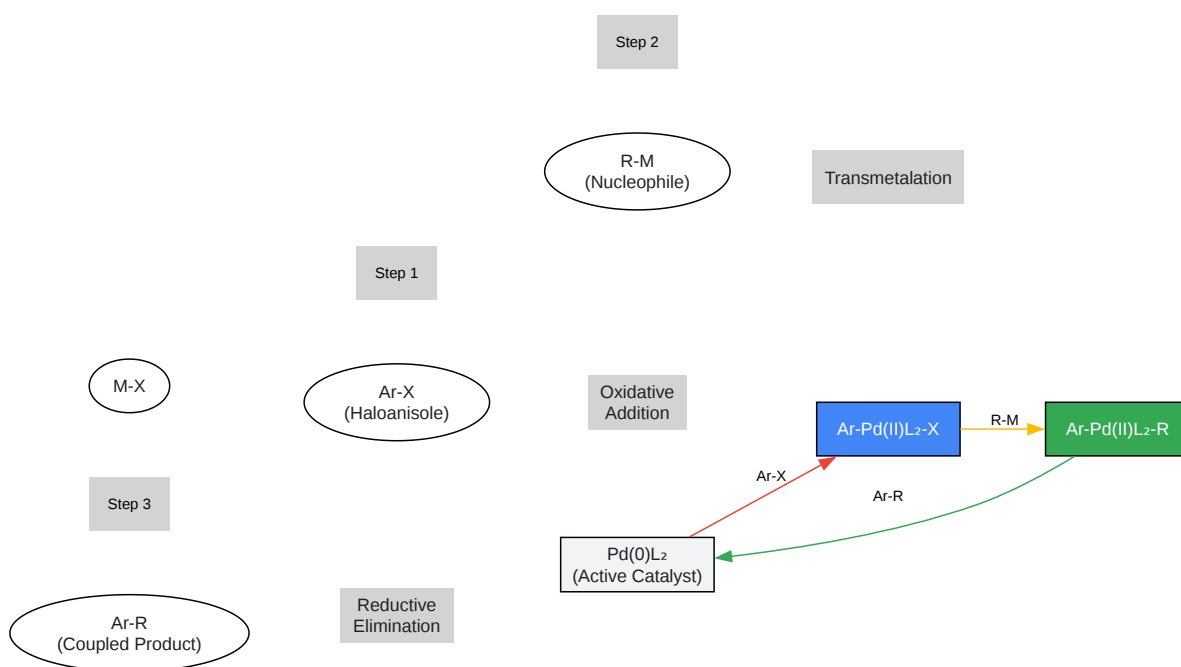 Step 2
R-M
(Nucleophile)
Transmetalation
Step 1
M-X
Ar-X
(Haloanisole)
Oxidative
Addition
Ar-Pd(II)L₂-X
R-M
Ar-Pd(II)L₂-R
Ar-X
Ar-R
Step 3
Pd(0)L₂
(Active Catalyst)
Ar-R
(Coupled Product)
Reductive
Elimination